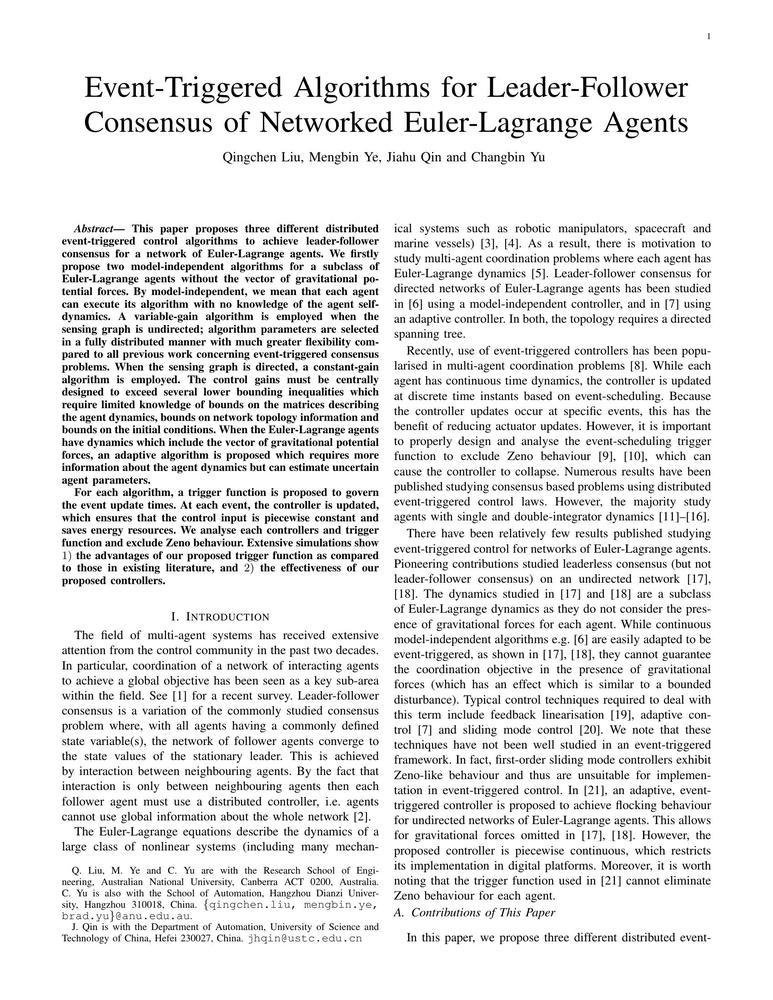 1
Event-Triggered Algorithms for Leader-Follower
Consensus of Networked Euler-Lagrange Agents
Qingchen Liu, Mengbin Ye, Jiahu Qin and Changbin Yu
Abstract— This paper proposes three different distributed
event-triggered control algorithms to achieve leader-follower
consensus for a network of Euler-Lagrange agents. We firstly
propose two model-independent algorithms for a subclass of
Euler-Lagrange agents without the vector of gravitational po-
tential forces. By model-independent, we mean that each agent
can execute its algorithm with no knowledge of the agent self-
dynamics. A variable-gain algorithm is employed when the
sensing graph is undirected; algorithm parameters are selected
in a fully distributed manner with much greater flexibility com-
pared to all previous work concerning event-triggered consensus
problems. When the sensing graph is directed, a constant-gain
algorithm is employed. The control gains must be centrally
designed to exceed several lower bounding inequalities which
require limited knowledge of bounds on the matrices describing
the agent dynamics, bounds on network topology information and
bounds on the initial conditions. When the Euler-Lagrange agents
have dynamics which include the vector of gravitational potential
forces, an adaptive algorithm is proposed which requires more
information about the agent dynamics but can estimate uncertain
agent parameters.
For each algorithm, a trigger function is proposed to govern
the event update times. At each event, the controller is updated,
which ensures that the control input is piecewise constant and
saves energy resources. We analyse each controllers and trigger
function and exclude Zeno behaviour. Extensive simulations show
1) the advantages of our proposed trigger function as compared
to those in existing literature, and 2) the effectiveness of our
proposed controllers.
I. INTRODUCTION
The field of multi-agent systems has received extensive
attention from the control community in the past two decades.
In particular, coordination of a network of interacting agents
to achieve a global objective has been seen as a key sub-area
within the field. See [1] for a recent survey. Leader-follower
consensus is a variation of the commonly studied consensus
problem where, with all agents having a commonly defined
state variable(s), the network of follower agents converge to
the state values of the stationary leader. This is achieved
by interaction between neighbouring agents. By the fact that
interaction is only between neighbouring agents then each
follower agent must use a distributed controller, i.e. agents
cannot use global information about the whole network [2].
The Euler-Lagrange equations describe the dynamics of a
large class of nonlinear systems (including many mechan-
Q. Liu, M. Ye and C. Yu are with the Research School of Engi-
neering, Australian National University, Canberra ACT 0200, Australia.
C. Yu is also with the School of Automation, Hangzhou Dianzi Univer-
sity, Hangzhou 310018, China. {qingchen.liu, mengbin.ye,
brad.yu}@anu.edu.au.
J. Qin is with the Department of Automation, University of Science and
Technology of China, Hefei 230027, China. jhqin@ustc.edu.cn
ical systems such as robotic manipulators, spacecraft and
marine vessels) [3], [4]. As a result, there is motivation to
study multi-agent coordination problems where each agent has
Euler-Lagrange dynamics [5]. Leader-follower consensus for
directed networks of Euler-Lagrange agents has been studied
in [6] using a model-independent controller, and in [7] using
an adaptive controller. In both, the topology requires a directed
spanning tree.
Recently, use of event-triggered controllers has been popu-
larised in multi-agent coordination problems [8]. While each
agent has continuous time dynamics, the controller is updated
at discrete time instants based on event-scheduling. Because
the controller updates occur at specific events, this has the
benefit of reducing actuator updates. However, it is important
to properly design and analyse the event-scheduling trigger
function to exclude Zeno behaviour [9], [10], which can
cause the controller to collapse. Numerous results have been
published studying consensus based problems using distributed
event-triggered control laws. However, the majority study
agents with single and double-integrator dynamics [11]–[16].
There have been relatively few results published studying
event-triggered control for networks of Euler-Lagrange agents.
Pioneering contributions studied leaderless consensus (but not
leader-follower consensus) on an undirected network [17],
[18]. The dynamics studied in [17] and [18] are a subclass
of Euler-Lagrange dynamics as they do not consider the pres-
ence of gravitational forces for each agent. While continuous
model-independent algorithms e.g. [6] are easily adapted to be
event-triggered, as shown in [17], [18], they cannot guarantee
the coordination objective in the presence of gravitational
forces (which has an effect which is similar to a bounded
disturbance). Typical control techniques required to deal with
this term include feedback linearisation [19], adaptive con-
trol [7] and sliding mode control [20]. We note that these
techniques have not been well studied in an event-triggered
framework. In fact, first-order sliding mode controllers exhibit
Zeno-like behaviour and thus are unsuitable for implemen-
tation in event-triggered control. In [21], an adaptive, event-
triggered controller is proposed to achieve flocking behaviour
for undirected networks of Euler-Lagrange agents. This allows
for gravitational forces omitted in [17], [18]. However, the
proposed controller is piecewise continuous, which restricts
its implementation in digital platforms. Moreover, it is worth
noting that the trigger function used in [21] cannot eliminate
Zeno behaviour for each agent.
A. Contributions of This Paper
In this paper, we propose three different distributed event-